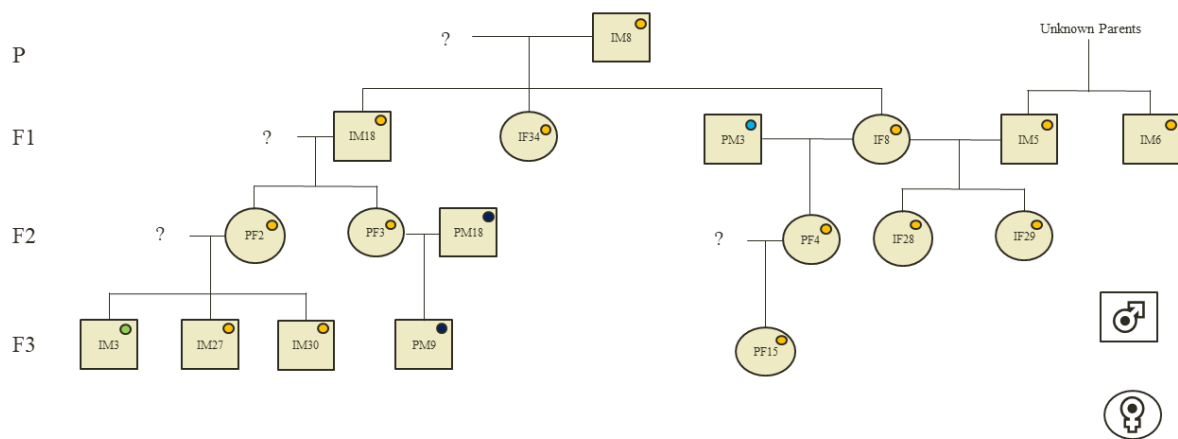 P
?
IM8
Unknown Parents
F1
?
IM18
IF34
PM3
IF8
IM5
IM6
F2
?
PF2
PF3
PM18
?
PF4
IF28
IF29
F3
IM3
IM27
IM30
PM9
PF15